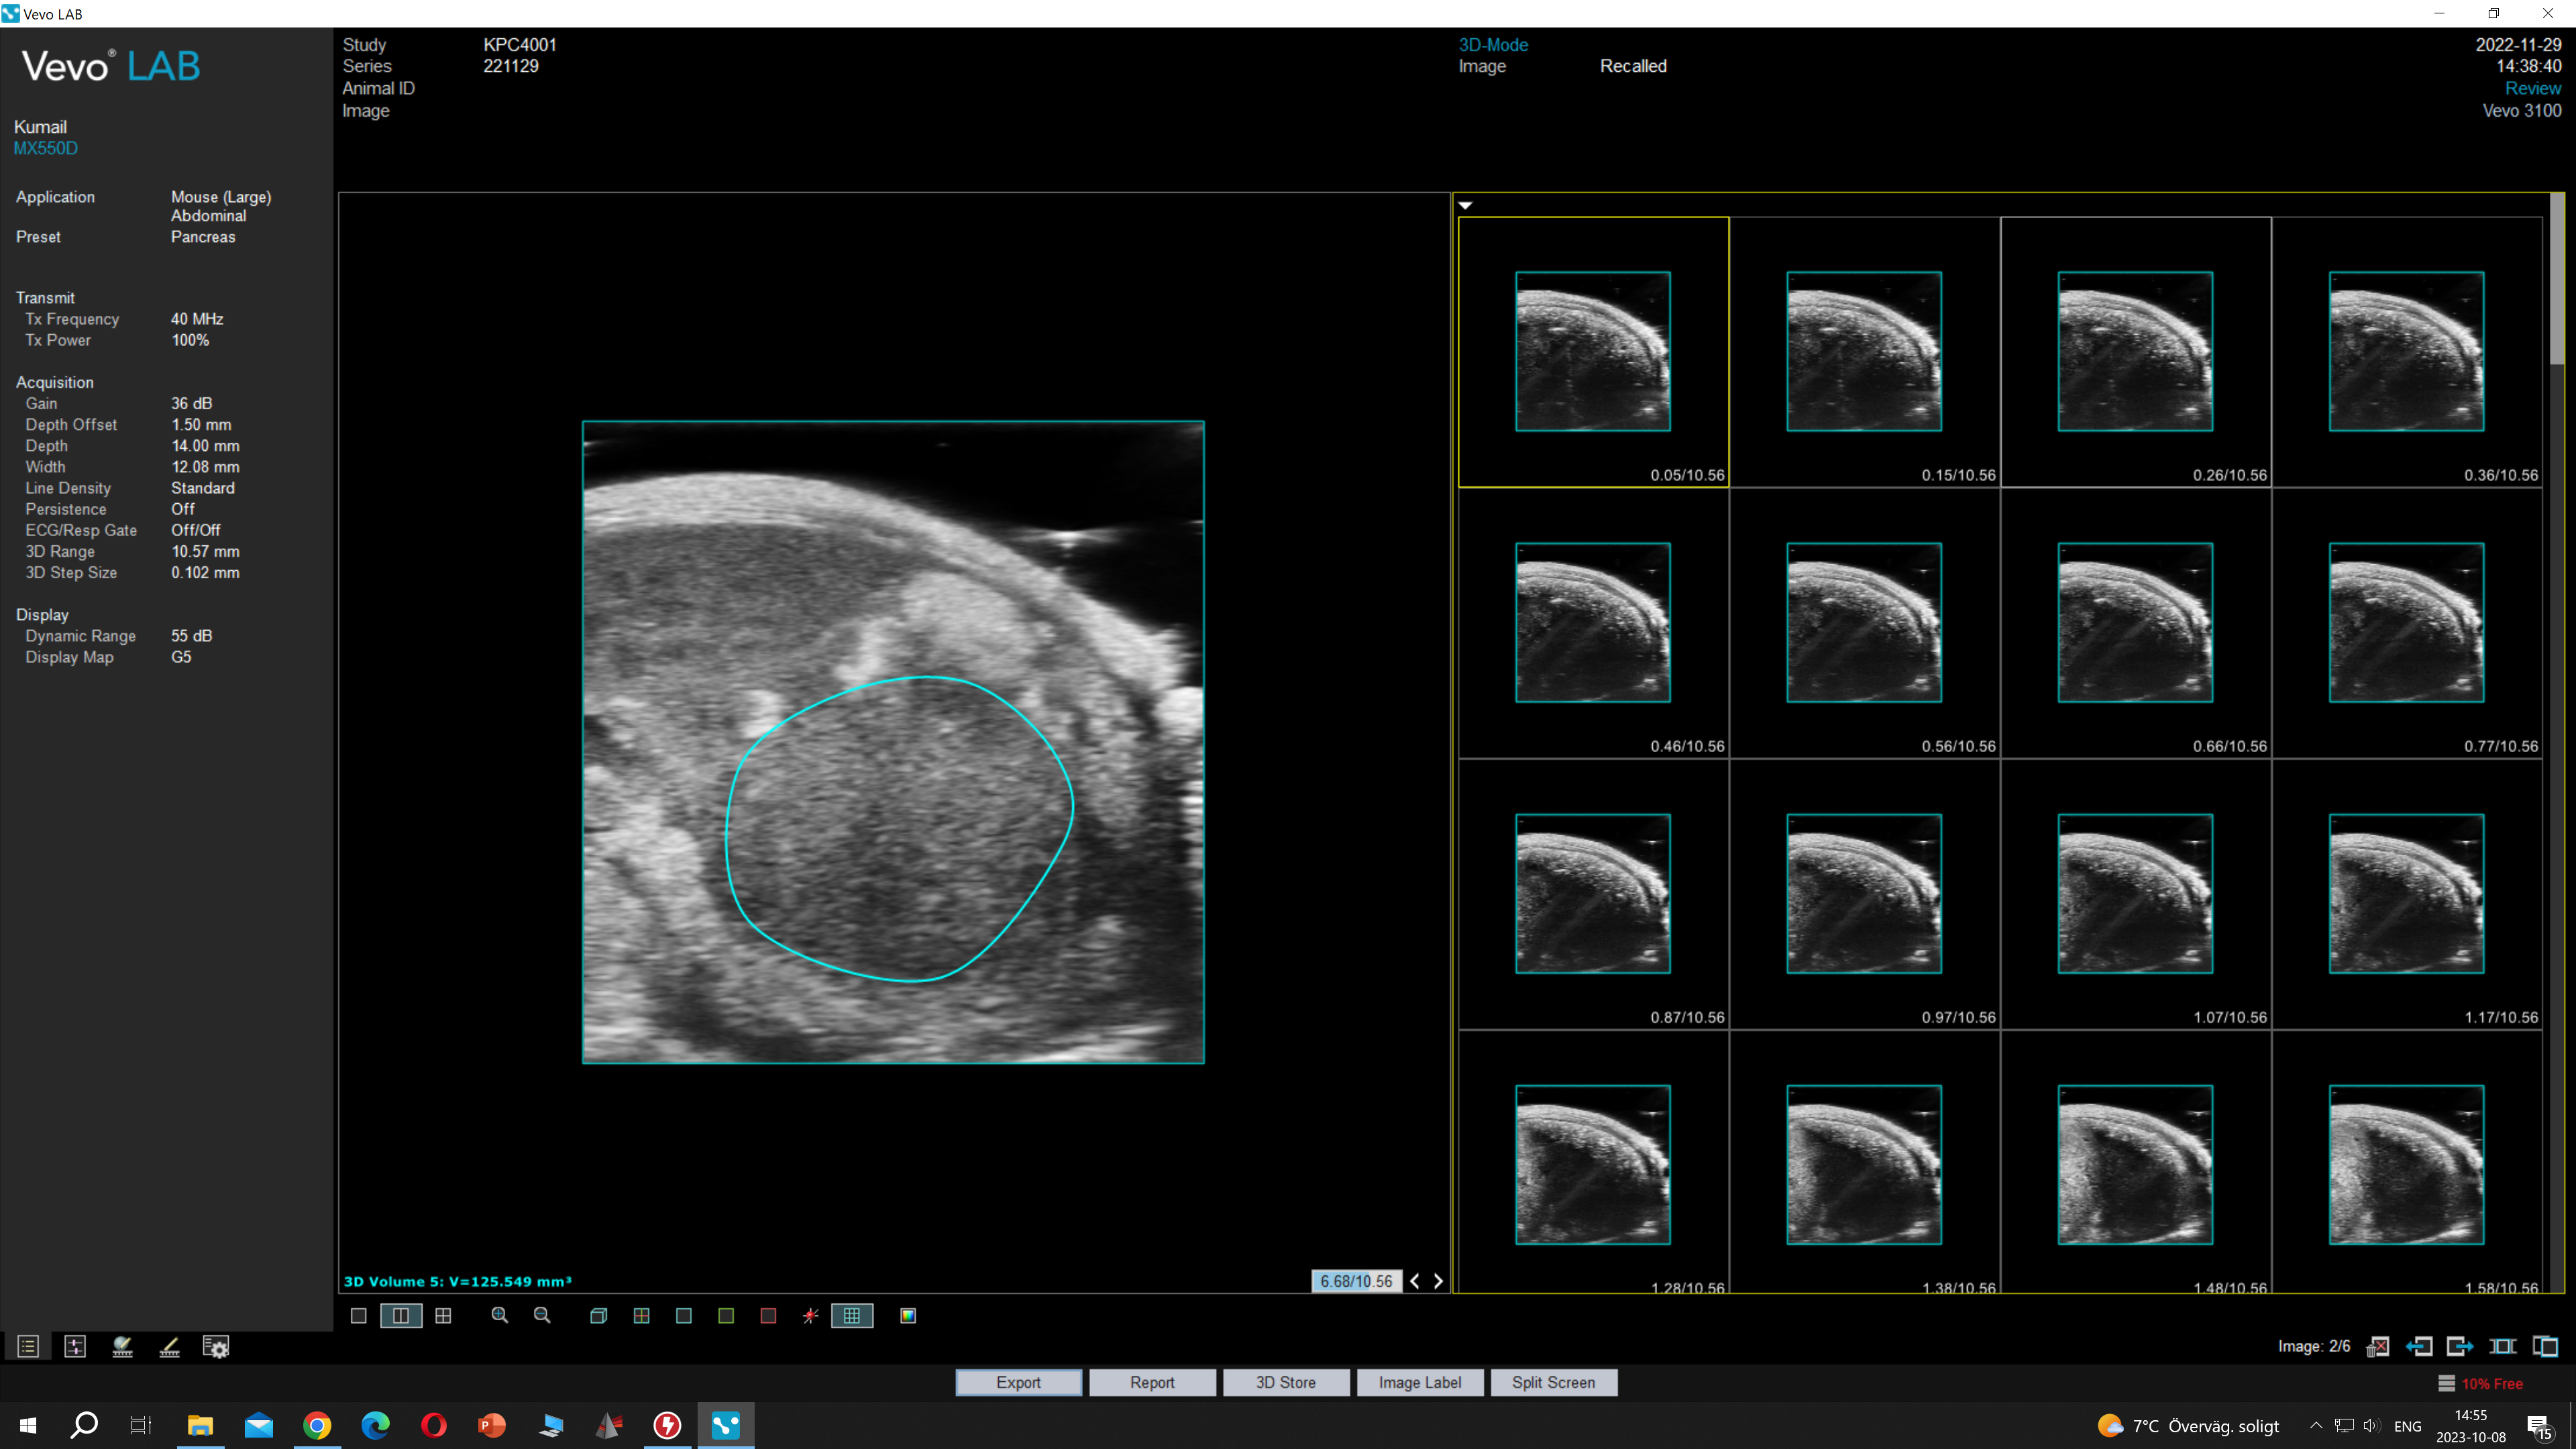 Vevo LAB
Vevo® LAB
Study KPC4001
Series 221129
Animal ID
Image
3D-Mode
Image Recalled
2022-11-29
14:38:40
Review
Vevo 3100
Kumail
MX550D
Application Mouse (Large)
Abdominal
Preset Pancreas
Transmit
Tx Frequency 40 MHz
Tx Power 100%
Acquisition
Gain 36 dB
Depth Offset 1.50 mm
Depth 14.00 mm
Width 12.08 mm
Line Density Standard
Persistence Off
ECG/Resp Gate Off/Off
3D Range 10.57 mm
3D Step Size 0.102 mm
Display
Dynamic Range 55 dB
Display Map G5
3D Volume 5: V=125.549 mm³
6.68/10.56
0.05/10.56 0.15/10.56 0.26/10.56 0.36/10.56
0.46/10.56 0.56/10.56 0.66/10.56 0.77/10.56
0.87/10.56 0.97/10.56 1.07/10.56 1.17/10.56
1.28/10.56 1.38/10.56 1.48/10.56 1.58/10.56
Image: 2/6
Export Report 3D Store Image Label Split Screen
10% Free
7°C Överväg. soligt
ENG
14:55
2023-10-08
15